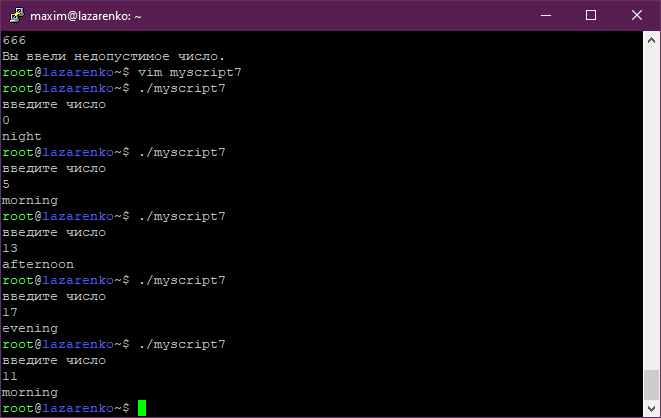 maxim@lazarenko: ~
666
Вы ввели недопустимое число.
root@lazarenko~$ vim myscript7
root@lazarenko~$ ./myscript7
введите число
0
night
root@lazarenko~$ ./myscript7
введите число
5
morning
root@lazarenko~$ ./myscript7
введите число
13
afternoon
root@lazarenko~$ ./myscript7
введите число
17
evening
root@lazarenko~$ ./myscript7
введите число
11
morning
root@lazarenko~$